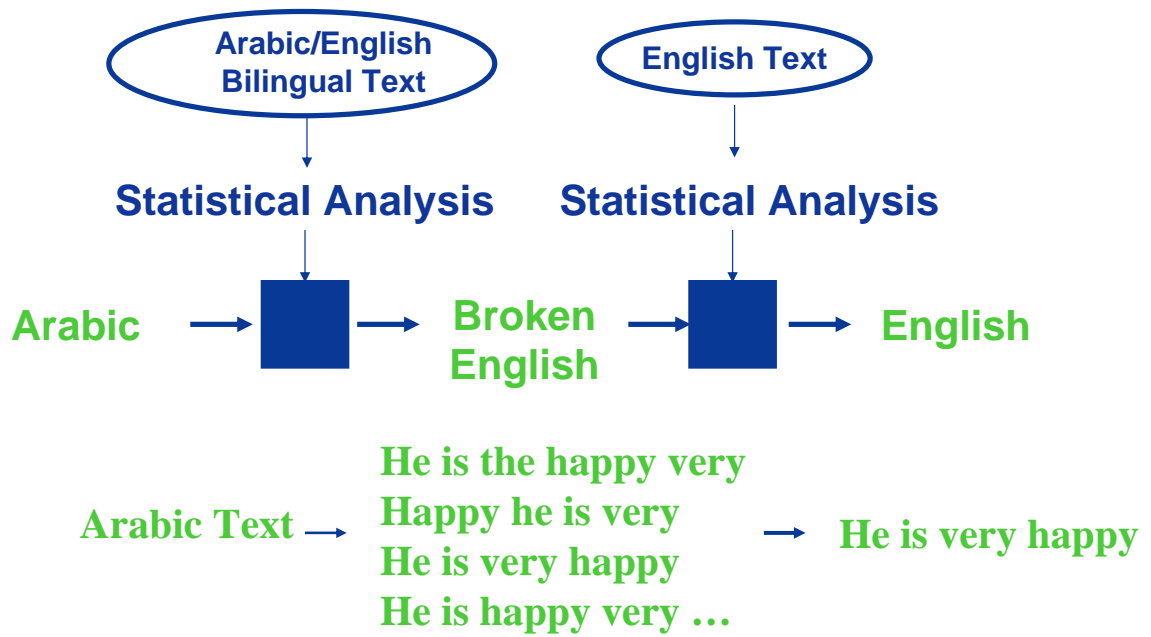 Arabic/English
Bilingual Text
English Text
Statistical Analysis
Statistical Analysis
Arabic
Broken
English
English
Arabic Text
He is the happy very
Happy he is very
He is very happy
He is happy very …
He is very happy